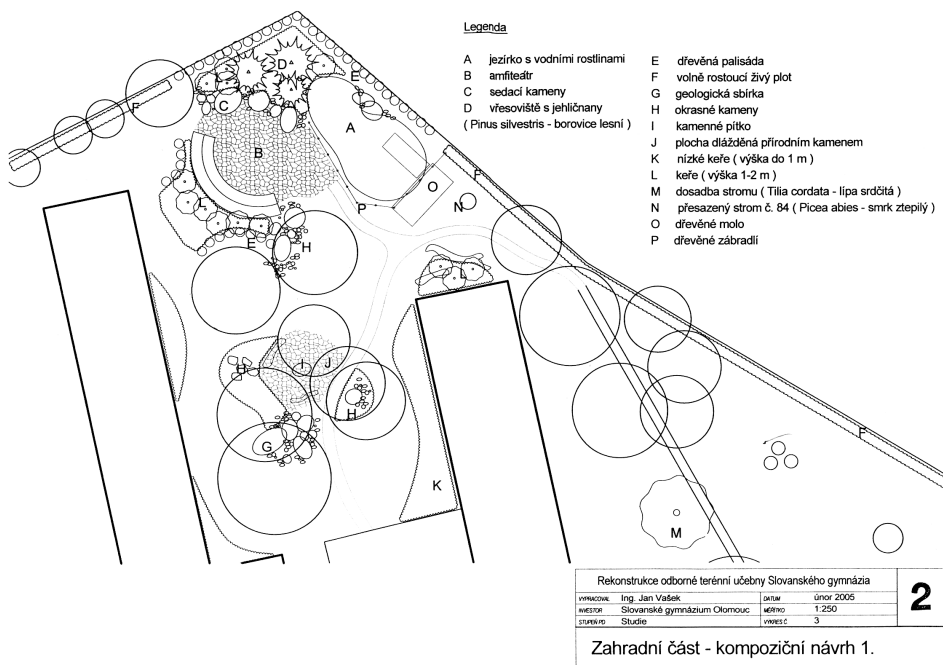 Legenda
A jezírko s vodními rostlinami
B amfiteátr
C sedací kameny
D vřesoviště s jehličnany
( Pinus silvestris - borovice lesní )
E dřevěná palisáda
F volně rostoucí živý plot
G geologická sbírka
H okrasné kameny
I kamenné pítko
J plocha dlážděná přírodním kamenem
K nízké keře ( výška do 1 m )
L keře ( výška 1-2 m )
M dosadba stromu ( Tilia cordata - lípa srdčitá )
N přesazený strom č. 84 ( Picea abies - smrk ztepilý )
O dřevěné molo
P dřevěné zábradlí
D
E
F
C
A
B
F
O
L
P
N
E
H
L
I
J
H
H
G
F
K
M
Rekonstrukce odborné terénní učebny Slovanského gymnázia
VYPRACOVAL Ing. Jan Vašek DATUM únor 2005
INVESTOR Slovanské gymnázium Olomouc MĚŘÍTKO 1:250
STUPEŇ PD Studie VÝKRES Č. 3
2
Zahradní část - kompoziční návrh 1.